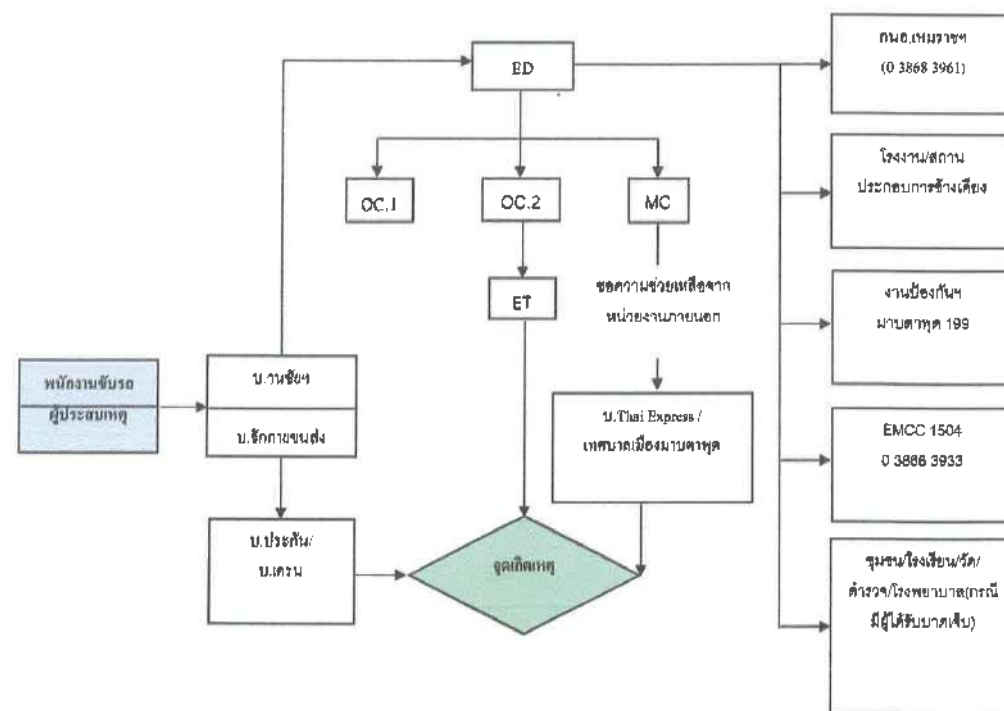 ED
กนอ.เหมราชฯ
(0 3868 3961)
โรงงาน/สถาน
ประกอบการข้างเคียง
OC.1
OC.2
MC
ET
ขอความช่วยเหลือจาก
หน่วยงานภายนอก
งานป้องกันฯ
มาบตาพุด 199
พนักงานขับรถ
ผู้ประสบเหตุ
บ.วนชัยฯ
บ.รักกายขนส่ง
บ.Thai Express /
เทศบาลเมืองมาบตาพุด
EMCC 1504
0 3866 3933
บ.ประกัน/
บ.เครน
จุดเกิดเหตุ
ชุมชน/โรงเรียน/วัด/
ตำรวจ/โรงพยาบาล(กรณี
มีผู้ได้รับบาดเจ็บ)